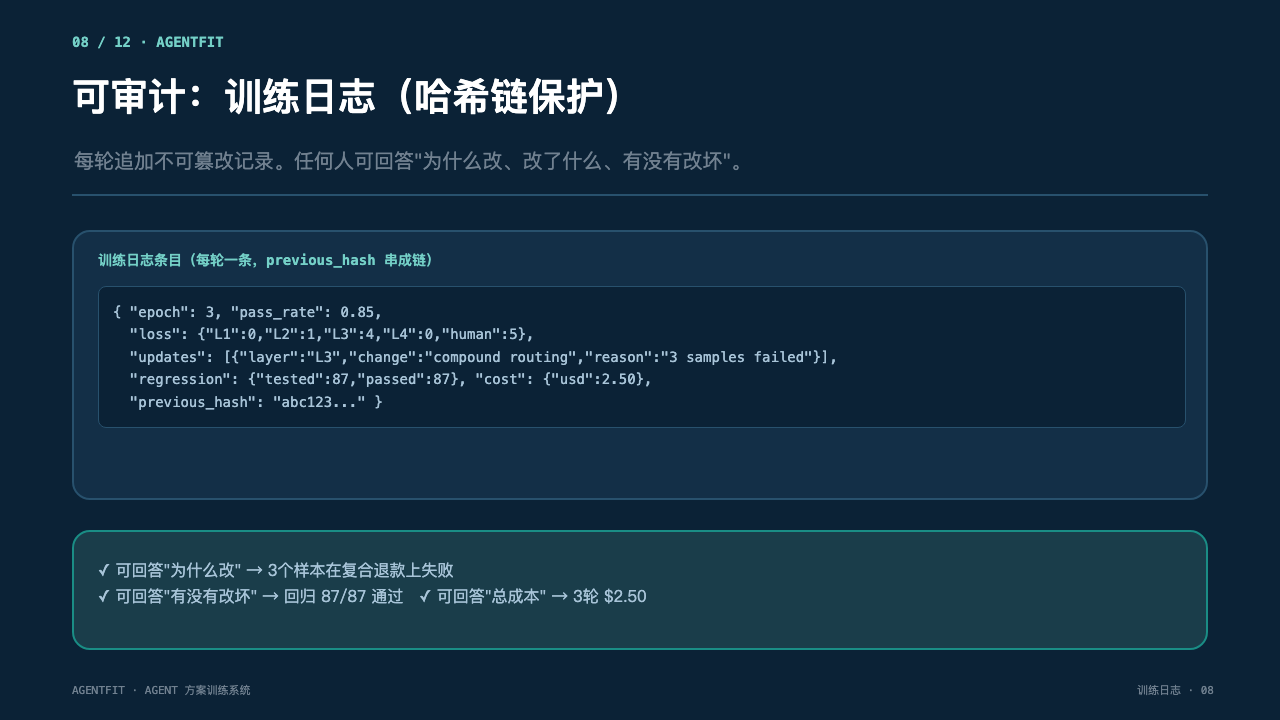 08 / 12 · AGENTFIT
可审计：训练日志（哈希链保护）
每轮追加不可篡改记录。任何人可回答"为什么改、改了什么、有没有改坏"。
训练日志条目（每轮一条，previous_hash 串成链）
{ "epoch": 3, "pass_rate": 0.85,
"loss": {"L1":0,"L2":1,"L3":4,"L4":0,"human":5},
"updates": [{"layer":"L3","change":"compound routing","reason":"3 samples failed"}],
"regression": {"tested":87,"passed":87}, "cost": {"usd":2.50},
"previous_hash": "abc123..." }
✓ 可回答"为什么改" → 3个样本在复合退款上失败
✓ 可回答"有没有改坏" → 回归 87/87 通过 ✓ 可回答"总成本" → 3轮 $2.50
AGENTFIT · AGENT 方案训练系统
训练日志 · 08